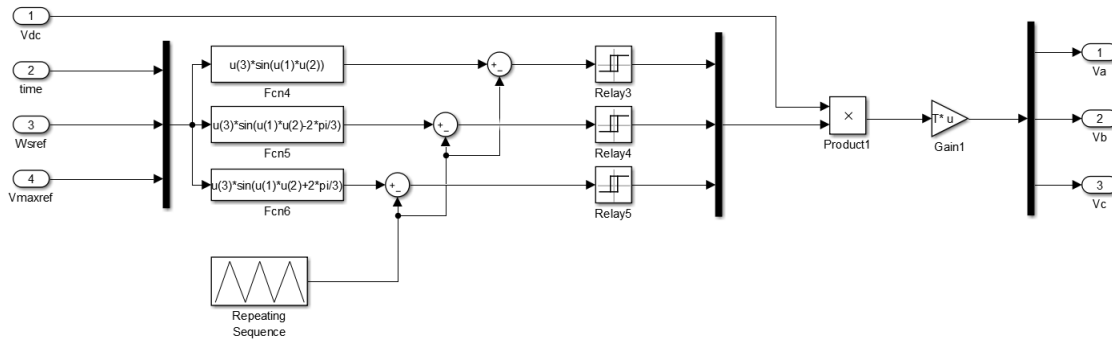 1
Vdc
2
time
3
Wsref
4
Vmaxref
u(3)*sin(u(1)*u(2))
Fcn4
u(3)*sin(u(1)*u(2)-2*pi/3)
Fcn5
u(3)*sin(u(1)*u(2)+2*pi/3)
Fcn6
Repeating
Sequence
+
−
+
−
+
−
Relay3
Relay4
Relay5
×
Product1
T* u
Gain1
1
Va
2
Vb
3
Vc